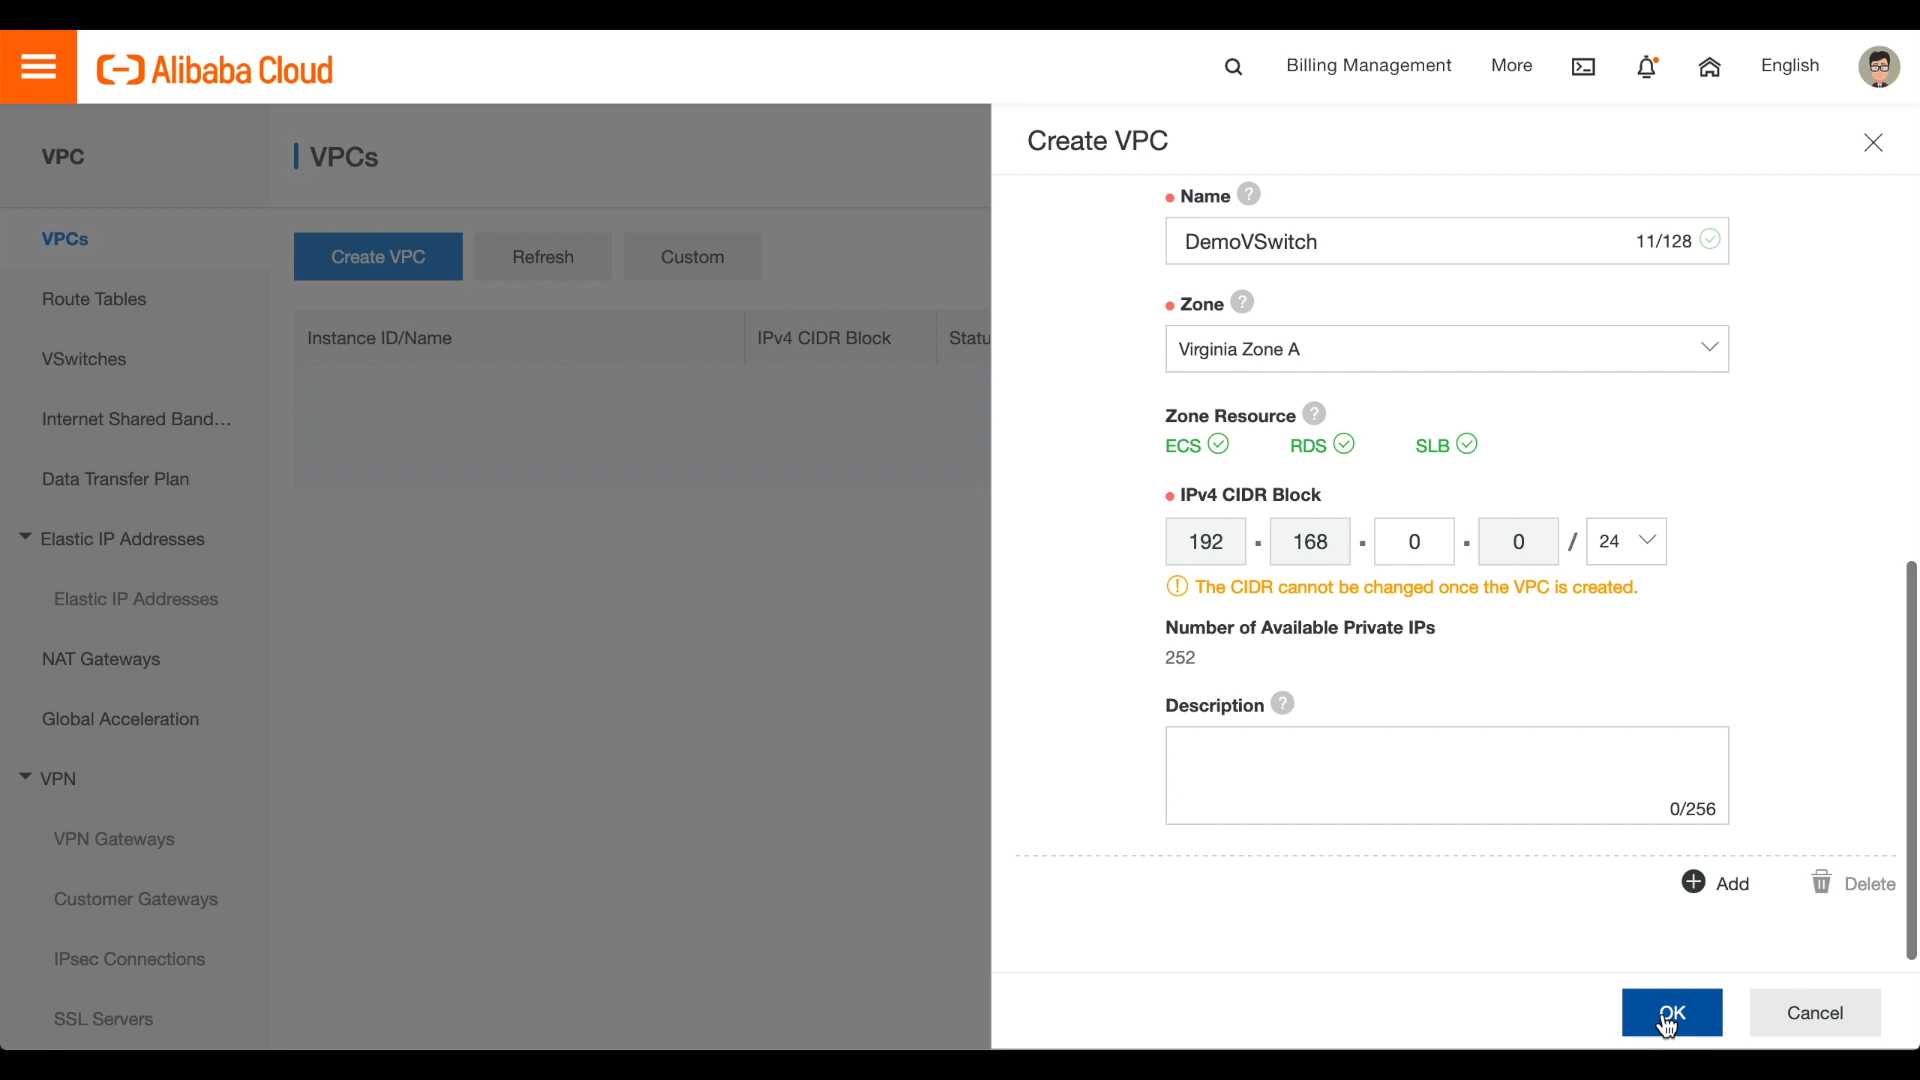 Alibaba Cloud
Billing Management
More
English
VPC
VPCs
Create VPC
VPCs
Route Tables
VSwitches
Internet Shared Band...
Data Transfer Plan
Elastic IP Addresses
Elastic IP Addresses
NAT Gateways
Global Acceleration
VPN
VPN Gateways
Customer Gateways
IPsec Connections
SSL Servers
Create VPC
Refresh
Custom
Instance ID/Name
IPv4 CIDR Block
Statu
Name ?
DemoVSwitch 11/128
Zone ?
Virginia Zone A
Zone Resource ?
ECS RDS SLB
IPv4 CIDR Block
192 . 168 . 0 . 0 / 24
The CIDR cannot be changed once the VPC is created.
Number of Available Private IPs
252
Description ?
0/256
Add Delete
OK Cancel